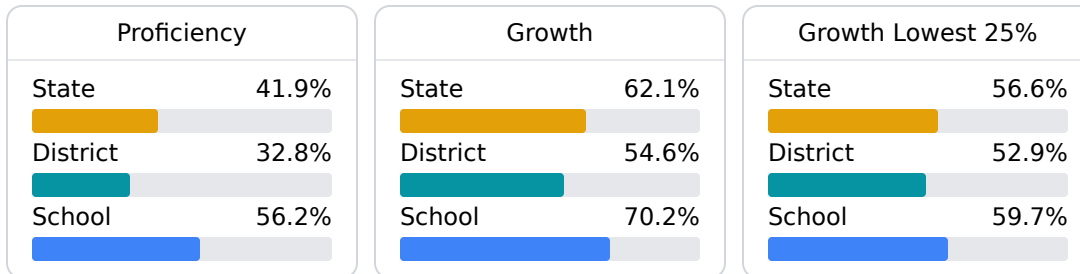 Proficiency
State 41.9%
District 32.8%
School 56.2%
Growth
State 62.1%
District 54.6%
School 70.2%
Growth Lowest 25%
State 56.6%
District 52.9%
School 59.7%